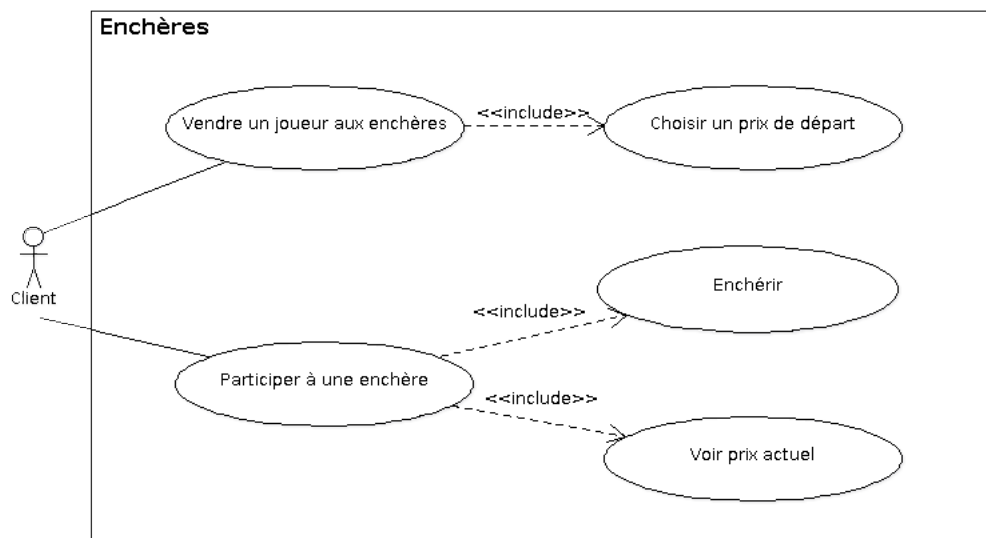 Enchères
Vendre un joueur aux enchères
<<include>>
Choisir un prix de départ
Client
Enchérir
<<include>>
Participer à une enchère
<<include>>
Voir prix actuel